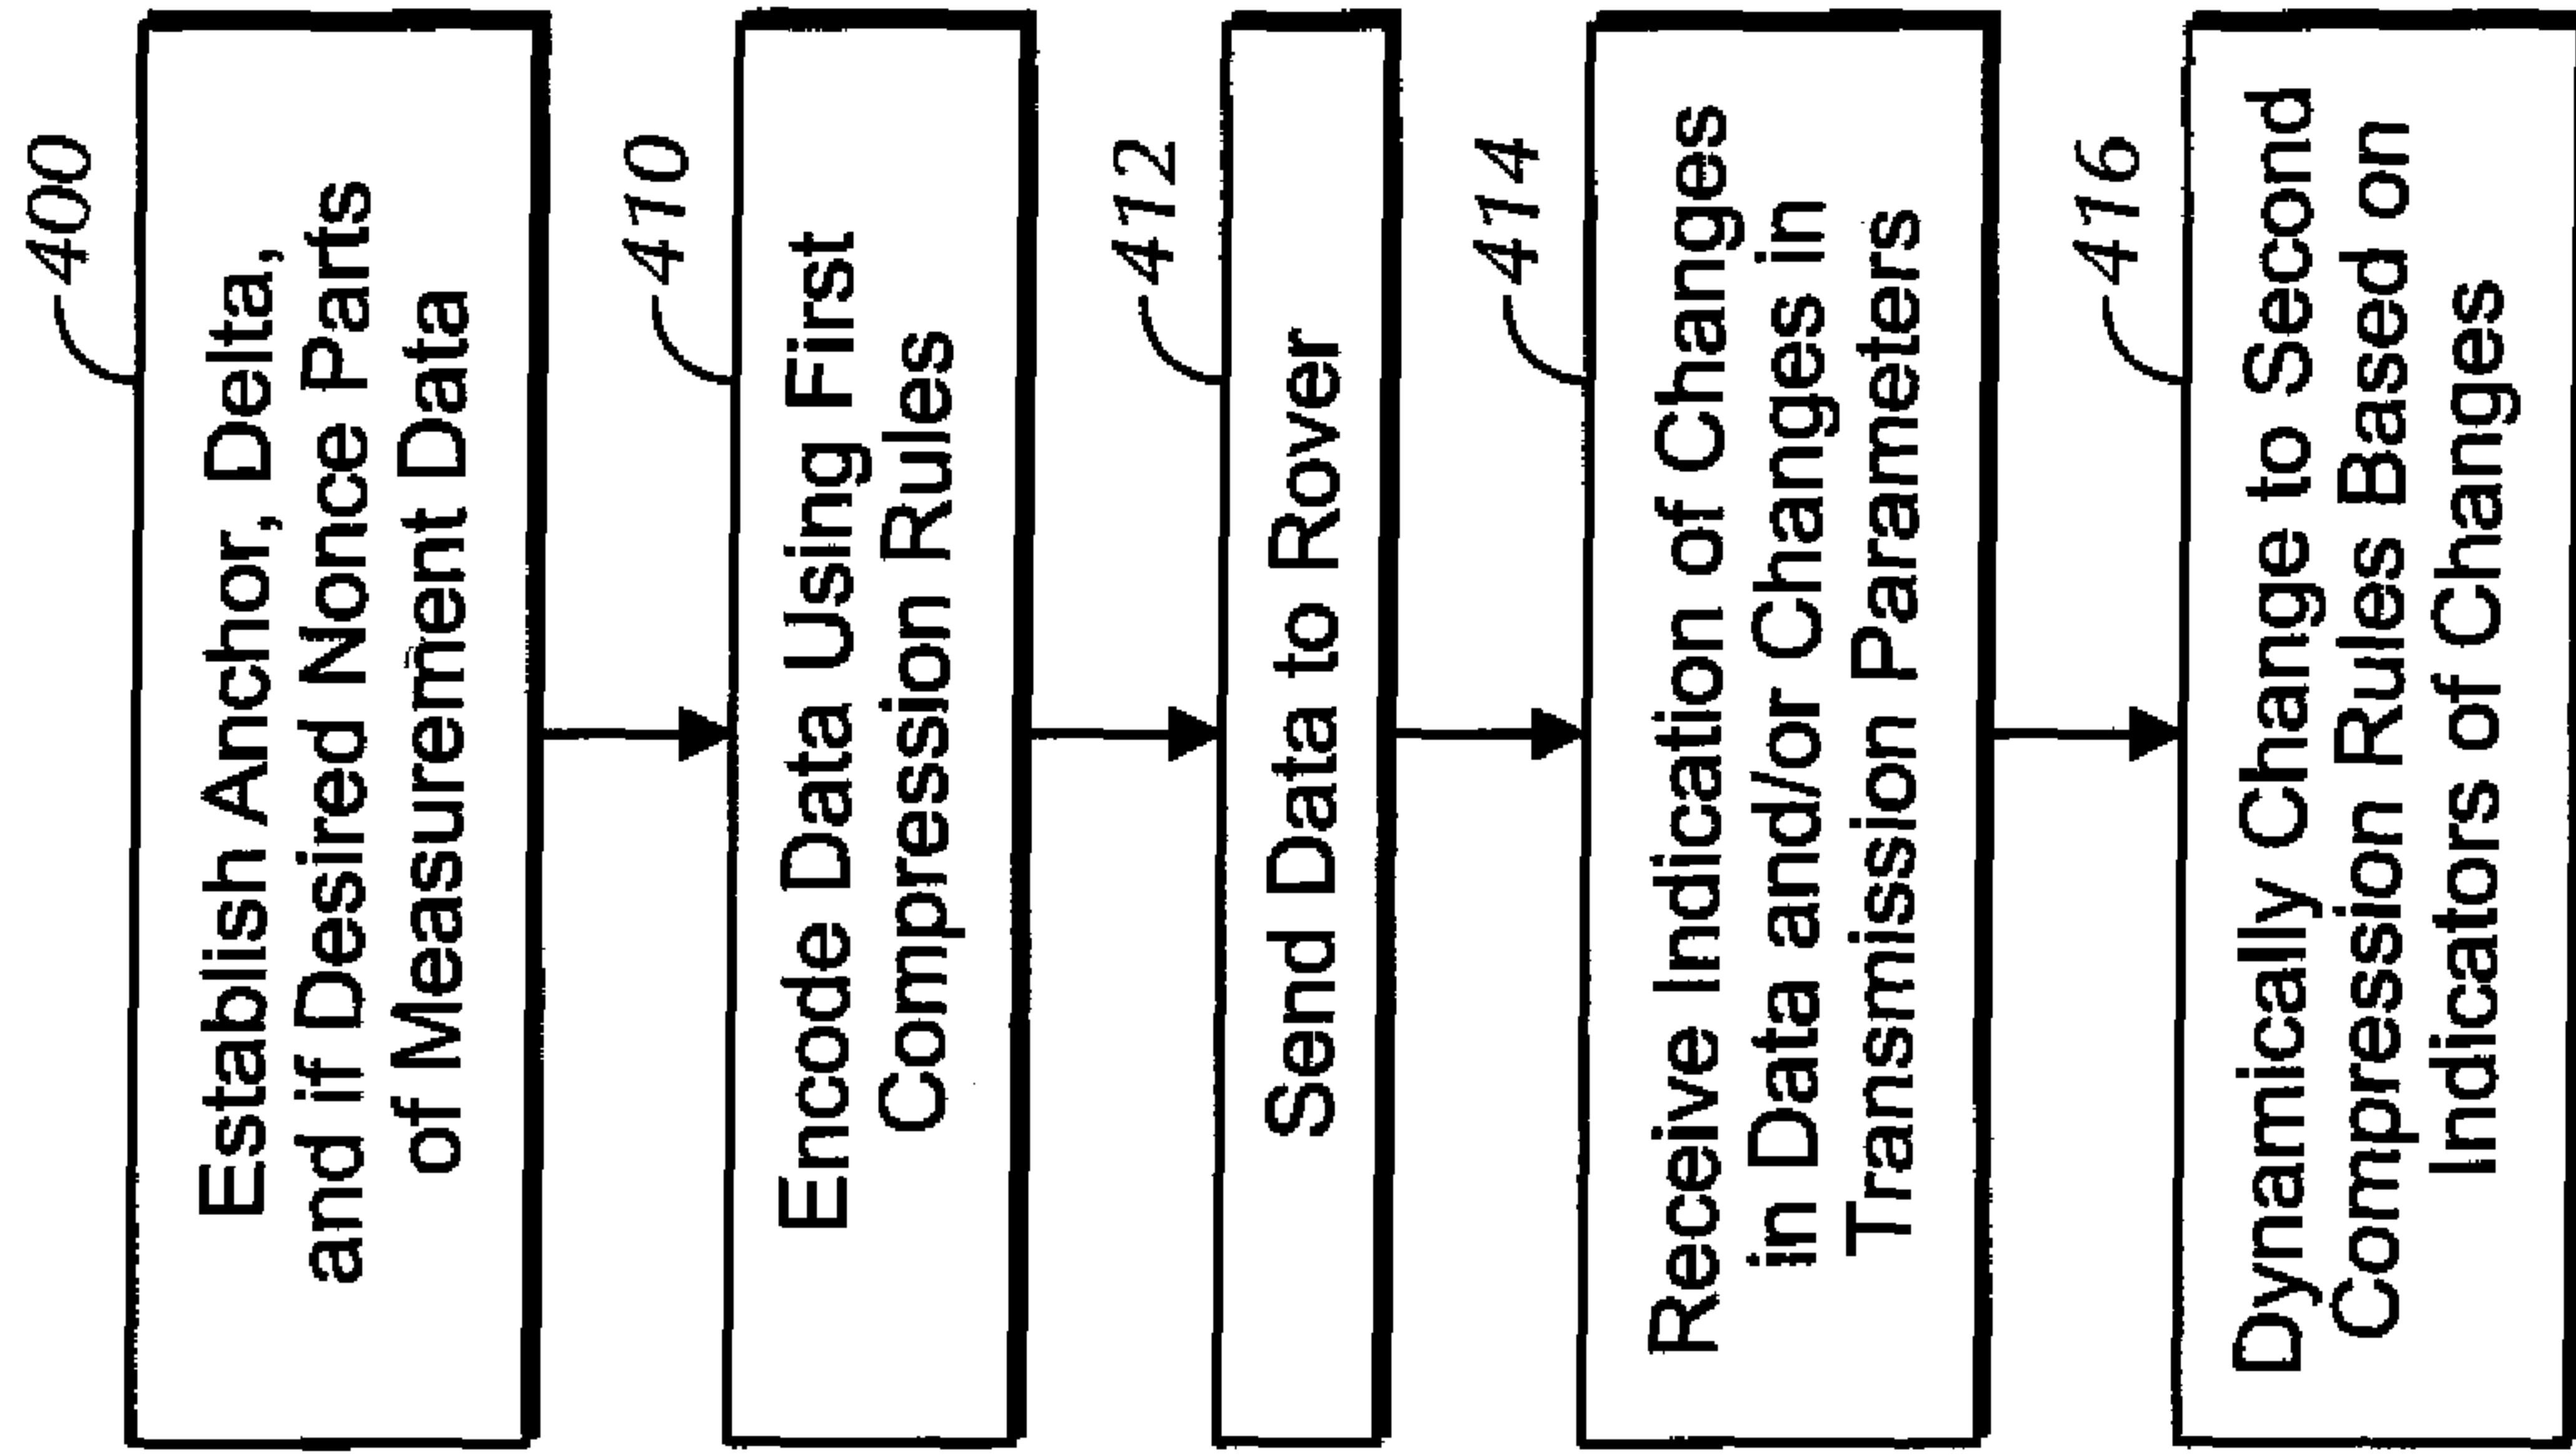 400
Establish Anchor, Delta,
and if Desired Nonce Parts
of Measurement Data
410
Encode Data Using First
Compression Rules
412
Send Data to Rover
414
Receive Indication of Changes
in Data and/or Changes in
Transmission Parameters
416
Dynamically Change to Second
Compression Rules Based on
Indicators of Changes